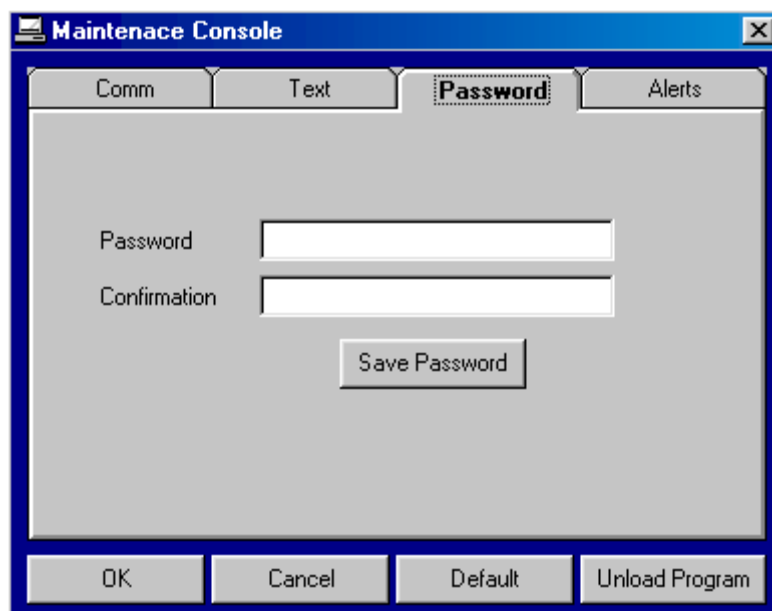 Maintenace Console
Comm Text Password Alerts
Password
Confirmation
Save Password
OK Cancel Default Unload Program